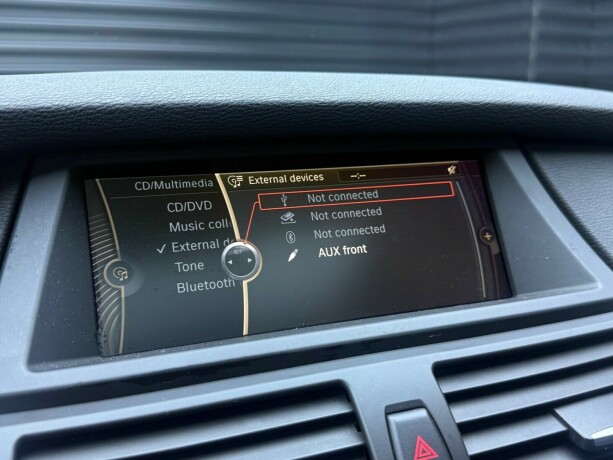 CD/Multimedia
CD/DVD
Music coll
External de
Tone
Bluetooth
External devices
--:--
Not connected
Not connected
Not connected
AUX front